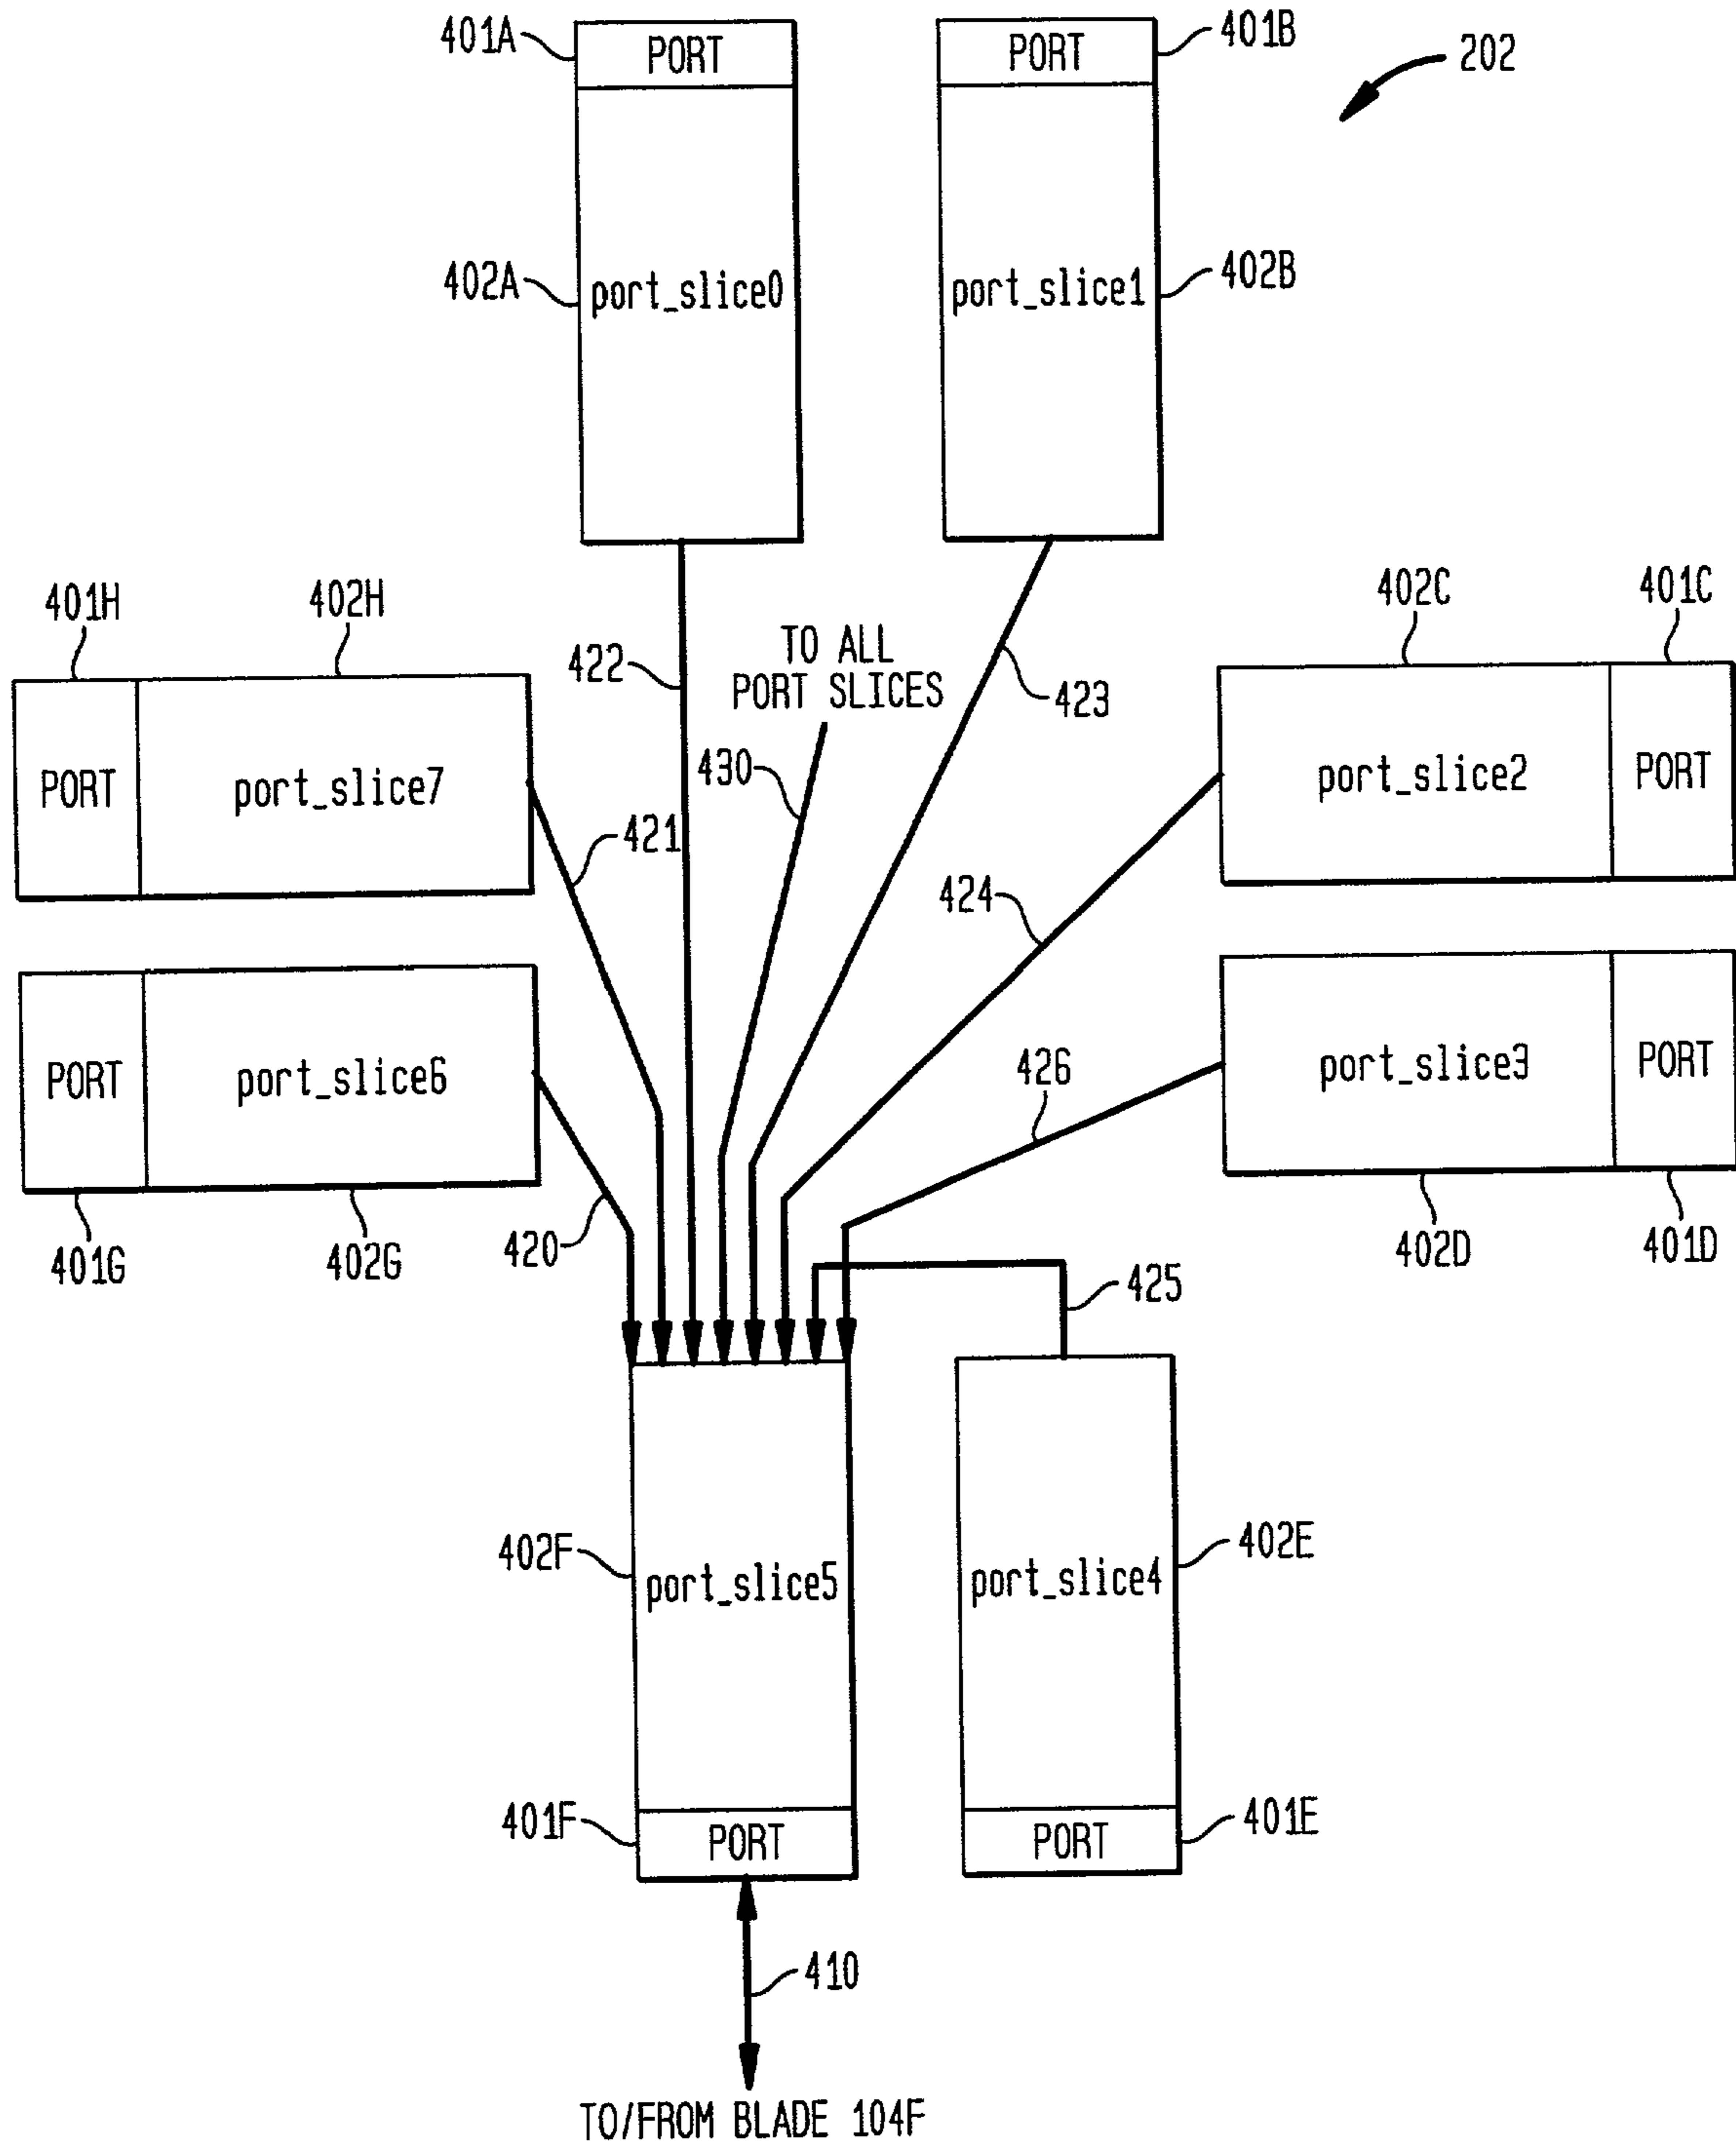 401A
PORT
PORT
401B
202
402A
port_slice0
port_slice1
402B
401H
402H
402C
401C
422
TO ALL
PORT SLICES
423
PORT
port_slice7
430
port_slice2
PORT
421
424
PORT
port_slice6
426
port_slice3
PORT
420
401G
402G
402D
401D
425
402F
port_slice5
port_slice4
402E
401F
PORT
PORT
401E
410
TO/FROM BLADE 104F